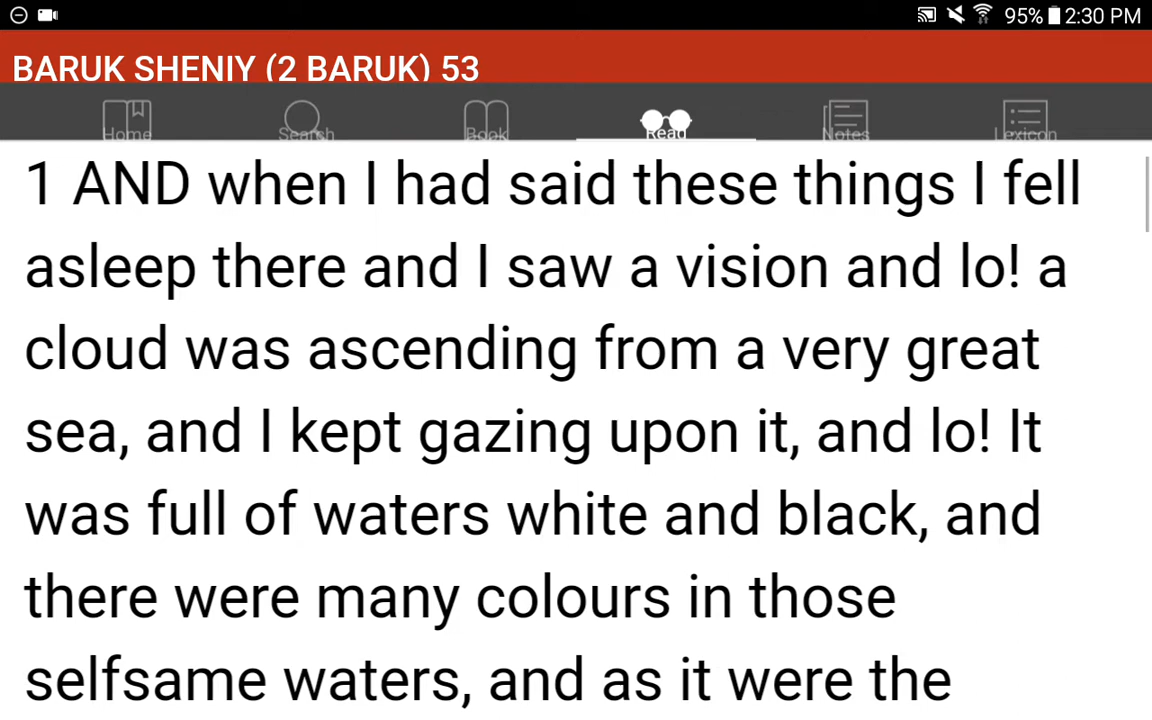 95% 2:30 PM
BARUK SHENIY (2 BARUK) 53
Home Search Book Read Notes Lexicon
1 AND when I had said these things I fell
asleep there and I saw a vision and lo! a
cloud was ascending from a very great
sea, and I kept gazing upon it, and lo! It
was full of waters white and black, and
there were many colours in those
selfsame waters, and as it were the